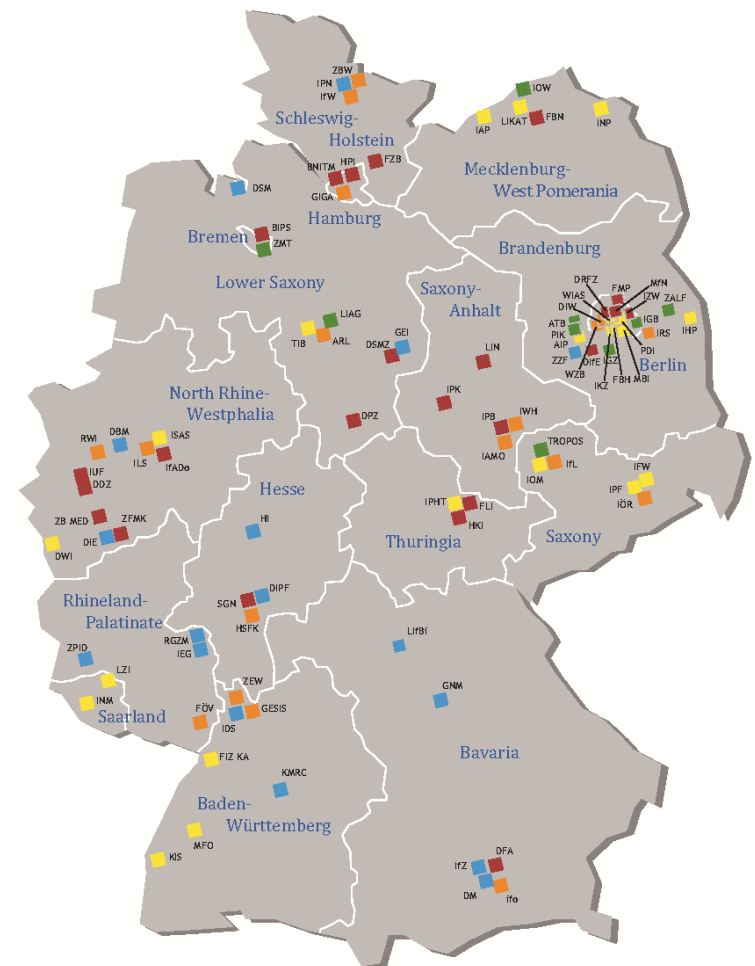 ZBW
IPN
IfW
Schleswig-
Holstein
IOW
IAP
LIKAT
FBN
INP
Mecklenburg-
West Pomerania
BNITM
HPI
FZB
GIGA
Hamburg
DSM
Bremen
BIPS
ZMT
Lower Saxony
Brandenburg
DRFZ
FMP
MfN
WIAS
IZW
ZALF
DIW
ATB
IGB
PIK
IRS
IHP
AIP
PDI
ZZF
DIfE
IGZ
Berlin
WZB
FBH
MBI
IKZ
Saxony-
Anhalt
LIAG
TIB
ARL
GEI
DSMZ
LIN
IPK
DPZ
IPB
IWH
IAMO
North Rhine-
Westphalia
RWI
DBM
ISAS
ILS
IfADo
IUF
DDZ
ZB MED
ZFMK
DIE
DWI
TROPOS
IfL
IOM
IFW
IPF
IÖR
Saxony
IPHT
FLI
HKI
Thuringia
Hesse
HI
DIPF
SGN
HSFK
Rhineland-
Palatinate
RGZM
IEG
ZPID
LZI
INM
Saarland
LIfBi
GNM
Bavaria
ZEW
FÖV
GESIS
IDS
FIZ KA
KMRC
Baden-
Württemberg
MFO
KIS
DFA
IfZ
DM
ifo